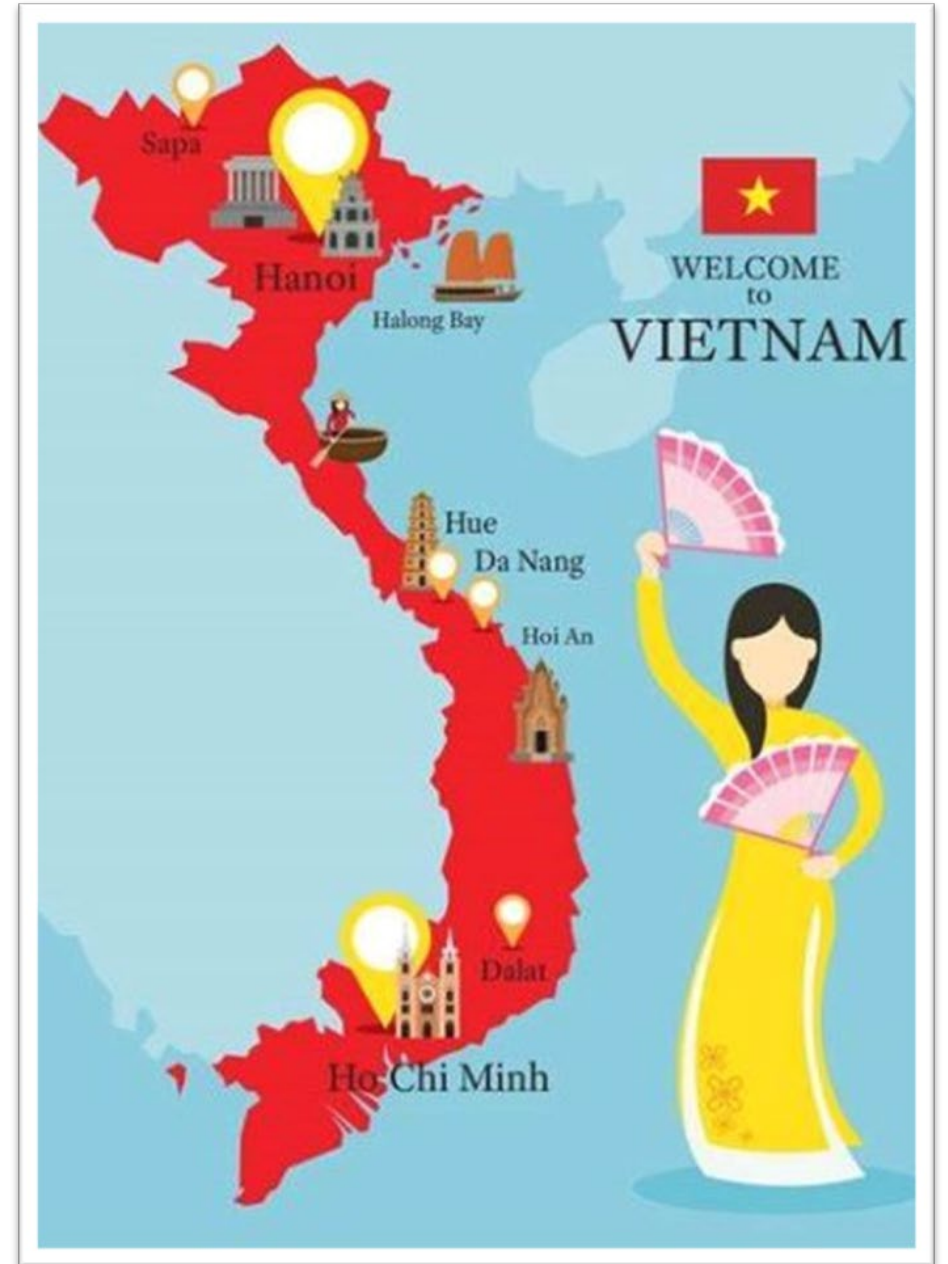 Sapa
Hanoi
Halong Bay
WELCOME
to
VIETNAM
Hue
Da Nang
Hoi An
Dalat
Ho Chi Minh